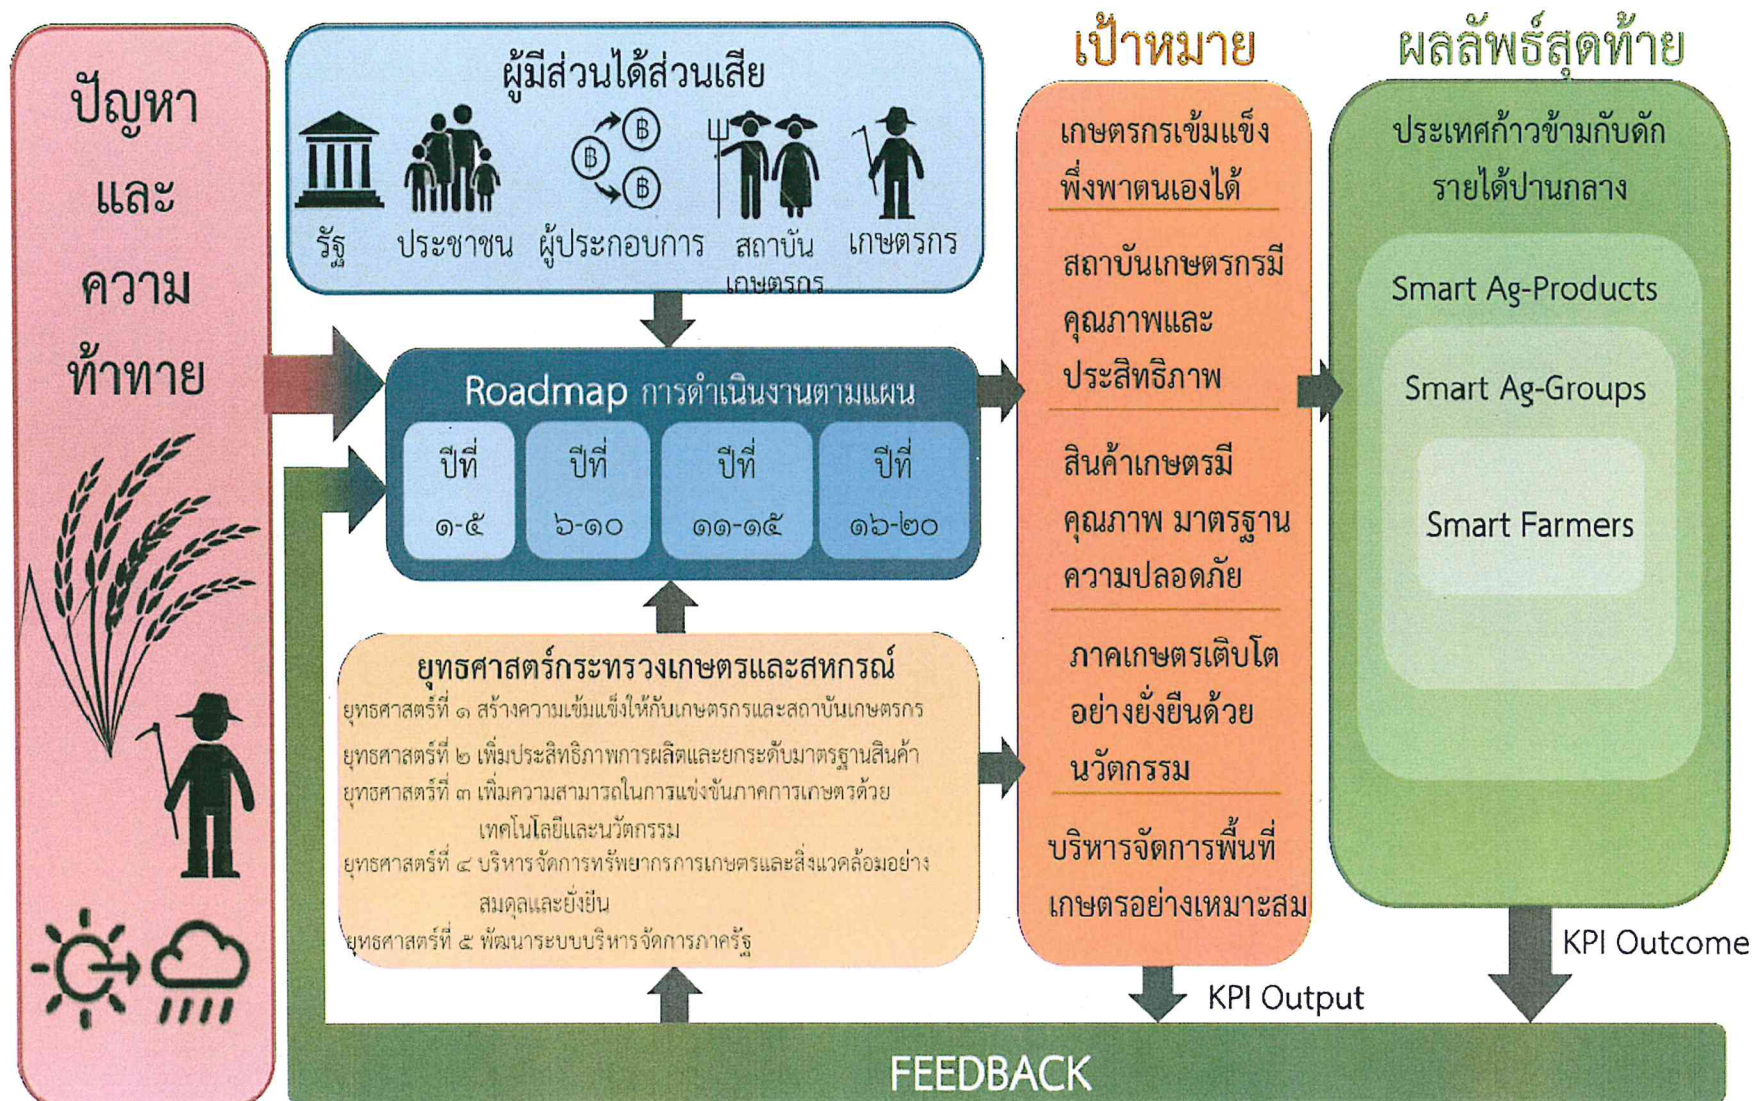 ปัญหา
และ
ความ
ท้าทาย
ผู้มีส่วนได้ส่วนเสีย
รัฐ
ประชาชน
ผู้ประกอบการ
สถาบัน
เกษตรกร
เกษตรกร
Roadmap การดำเนินงานตามแผน
ปีที่
๑-๕
ปีที่
๖-๑๐
ปีที่
๑๑-๑๕
ปีที่
๑๖-๒๐
ยุทธศาสตร์กระทรวงเกษตรและสหกรณ์
ยุทธศาสตร์ที่ ๑ สร้างความเข้มแข็งให้กับเกษตรกรและสถาบันเกษตรกร
ยุทธศาสตร์ที่ ๒ เพิ่มประสิทธิภาพการผลิตและยกระดับมาตรฐานสินค้า
ยุทธศาสตร์ที่ ๓ เพิ่มความสามารถในการแข่งขันภาคการเกษตรด้วย
เทคโนโลยีและนวัตกรรม
ยุทธศาสตร์ที่ ๔ บริหารจัดการทรัพยากรการเกษตรและสิ่งแวดล้อมอย่าง
สมดุลและยั่งยืน
ยุทธศาสตร์ที่ ๕ พัฒนาระบบบริหารจัดการภาครัฐ
เป้าหมาย
เกษตรกรเข้มแข็ง
พึ่งพาตนเองได้
สถาบันเกษตรกรมี
คุณภาพและ
ประสิทธิภาพ
สินค้าเกษตรมี
คุณภาพ มาตรฐาน
ความปลอดภัย
ภาคเกษตรเติบโต
อย่างยั่งยืนด้วย
นวัตกรรม
บริหารจัดการพื้นที่
เกษตรอย่างเหมาะสม
ผลลัพธ์สุดท้าย
ประเทศก้าวข้ามกับดัก
รายได้ปานกลาง
Smart Ag-Products
Smart Ag-Groups
Smart Farmers
KPI Output
KPI Outcome
FEEDBACK